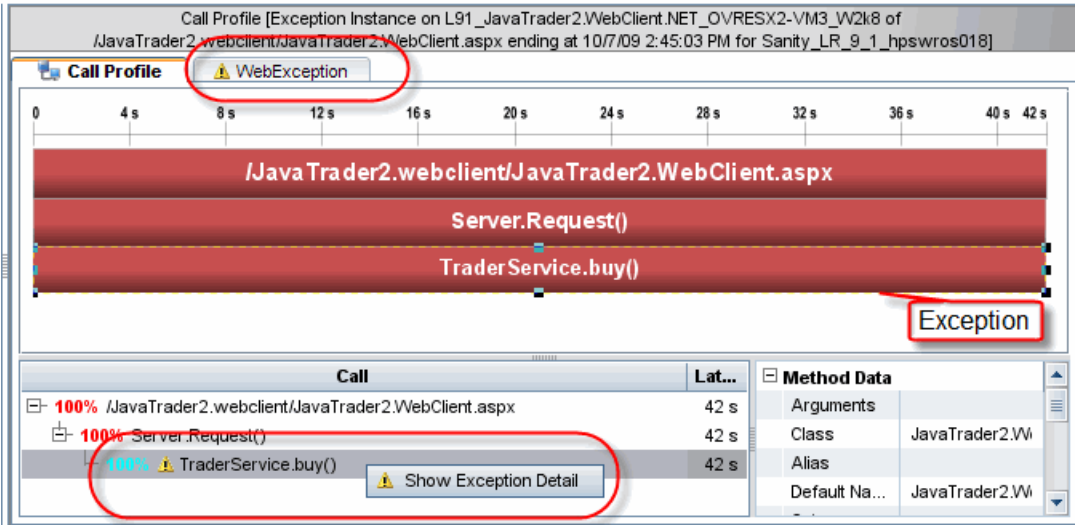 Call Profile [Exception Instance on L91_JavaTrader2.WebClient.NET_OVRESX2-VM3_W2k8 of
/JavaTrader2.webclient/JavaTrader2.WebClient.aspx ending at 10/7/09 2:45:03 PM for Sanity_LR_9_1_hpswros018]
Call Profile WebException
0 4 s 8 s 12 s 16 s 20 s 24 s 28 s 32 s 36 s 40 s 42 s
/JavaTrader2.webclient/JavaTrader2.WebClient.aspx
Server.Request()
TraderService.buy()
Exception
Call Lat... Method Data
100% /JavaTrader2.webclient/JavaTrader2.WebClient.aspx 42 s Arguments
100% Server.Request() 42 s Class JavaTrader2.W
100% TraderService.buy() 42 s Alias
Show Exception Detail
Default Na... JavaTrader2.W